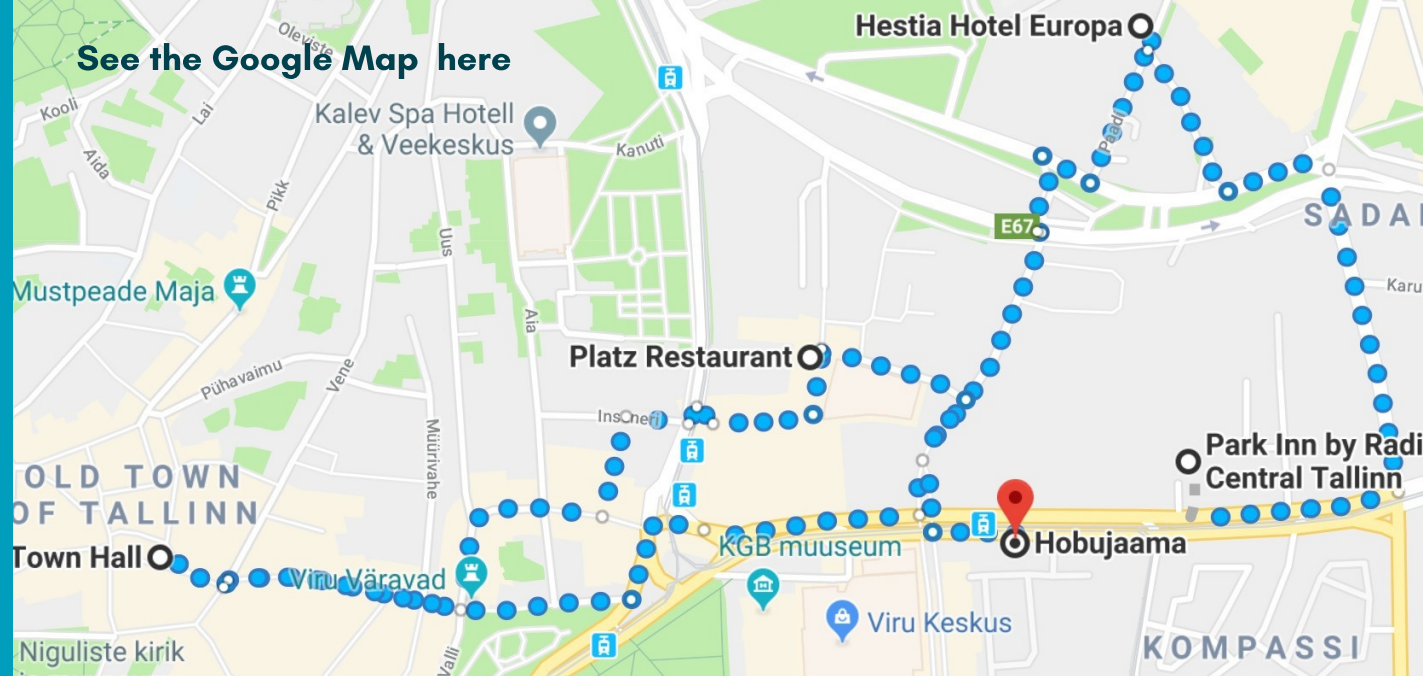 See the Google Map here
Hestia Hotel Europa
Oleviste
Kooli
Lai
Kalev Spa Hotell
& Veekeskus
Kanuti
Paadi
Aida
Pikk
Uus
E67
SADA
Mustpeade Maja
Karu
Aia
Platz Restaurant
Pühavaimu
Vene
Inseneri
Müürivahe
Park Inn by Radi
Central Tallinn
OLD TOWN
OF TALLINN
Town Hall
Viru Väravad
KGB muuseum
Hobujaama
Viru Keskus
KOMPASSI
Niguliste kirik
Valli